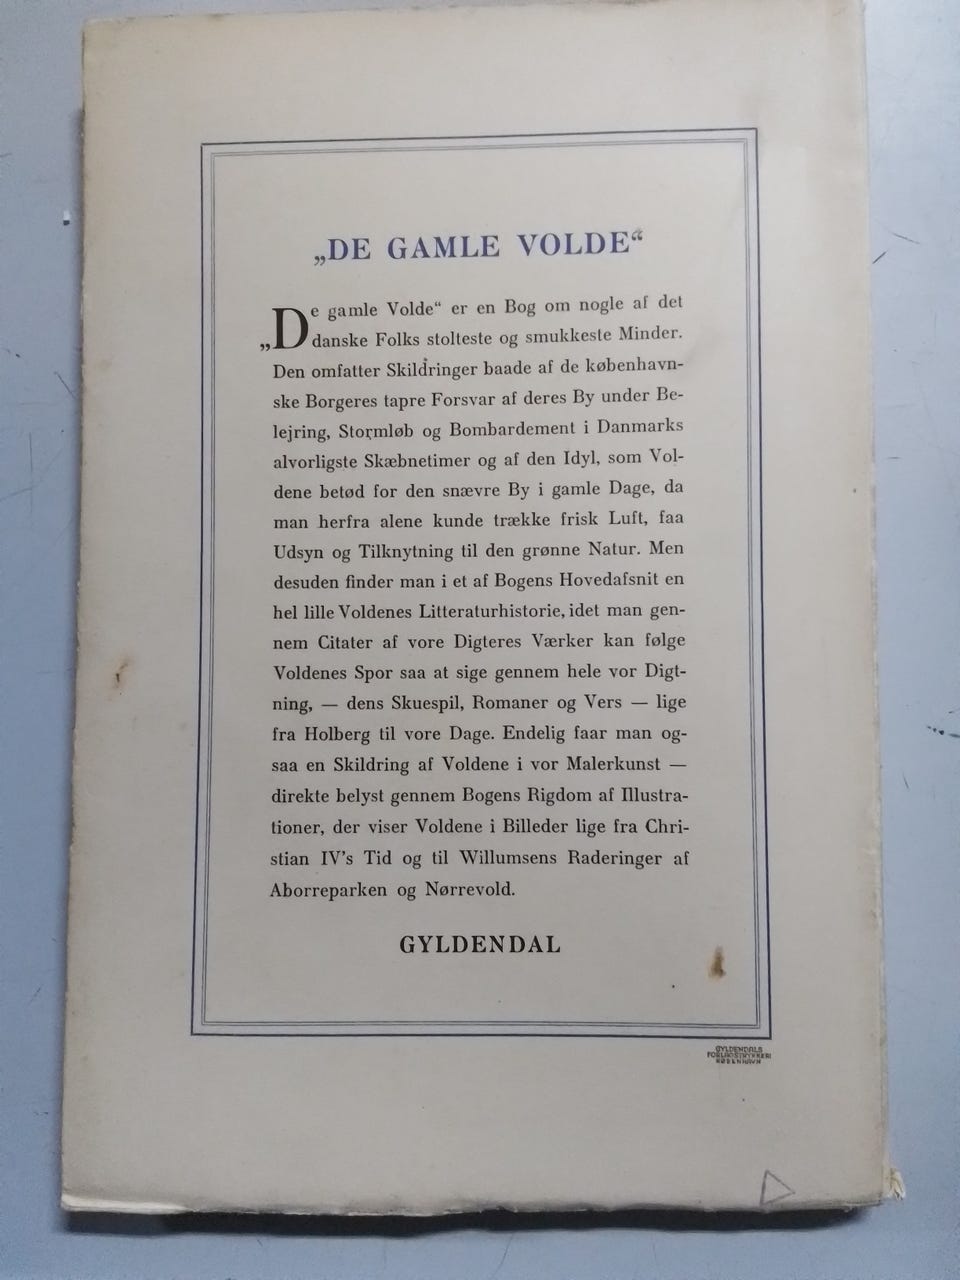 „DE GAMLE VOLDE“
„De gamle Volde“ er en Bog om nogle af det
danske Folks stolteste og smukkeste Minder.
Den omfatter Skildringer baade af de københavn-
ske Borgeres tapre Forsvar af deres By under Be-
lejring, Stormløb og Bombardement i Danmarks
alvorligste Skæbnetimer og af den Idyl, som Vol-
dene betød for den snævre By i gamle Dage, da
man herfra alene kunde trække frisk Luft, faa
Udsyn og Tilknytning til den grønne Natur. Men
desuden finder man i et af Bogens Hovedafsnit en
hel lille Voldenes Litteraturhistorie, idet man gen-
nem Citater af vore Digteres Værker kan følge
Voldenes Spor saa at sige gennem hele vor Digt-
ning, — dens Skuespil, Romaner og Vers — lige
fra Holberg til vore Dage. Endelig faar man og-
saa en Skildring af Voldene i vor Malerkunst —
direkte belyst gennem Bogens Rigdom af Illustra-
tioner, der viser Voldene i Billeder lige fra Chri-
stian IV's Tid og til Willumsens Raderinger af
Aborreparken og Nørrevold.
GYLDENDAL
GYLDENDALS
FORLAGSTRYKKERI
KØBENHAVN